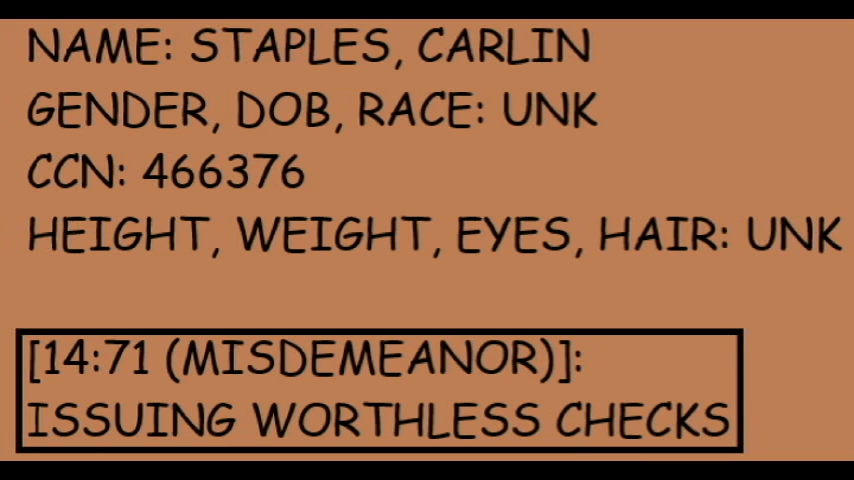 NAME: STAPLES, CARLIN
GENDER, DOB, RACE: UNK
CCN: 466376
HEIGHT, WEIGHT, EYES, HAIR: UNK
[14:71 (MISDEMEANOR)]:
ISSUING WORTHLESS CHECKS